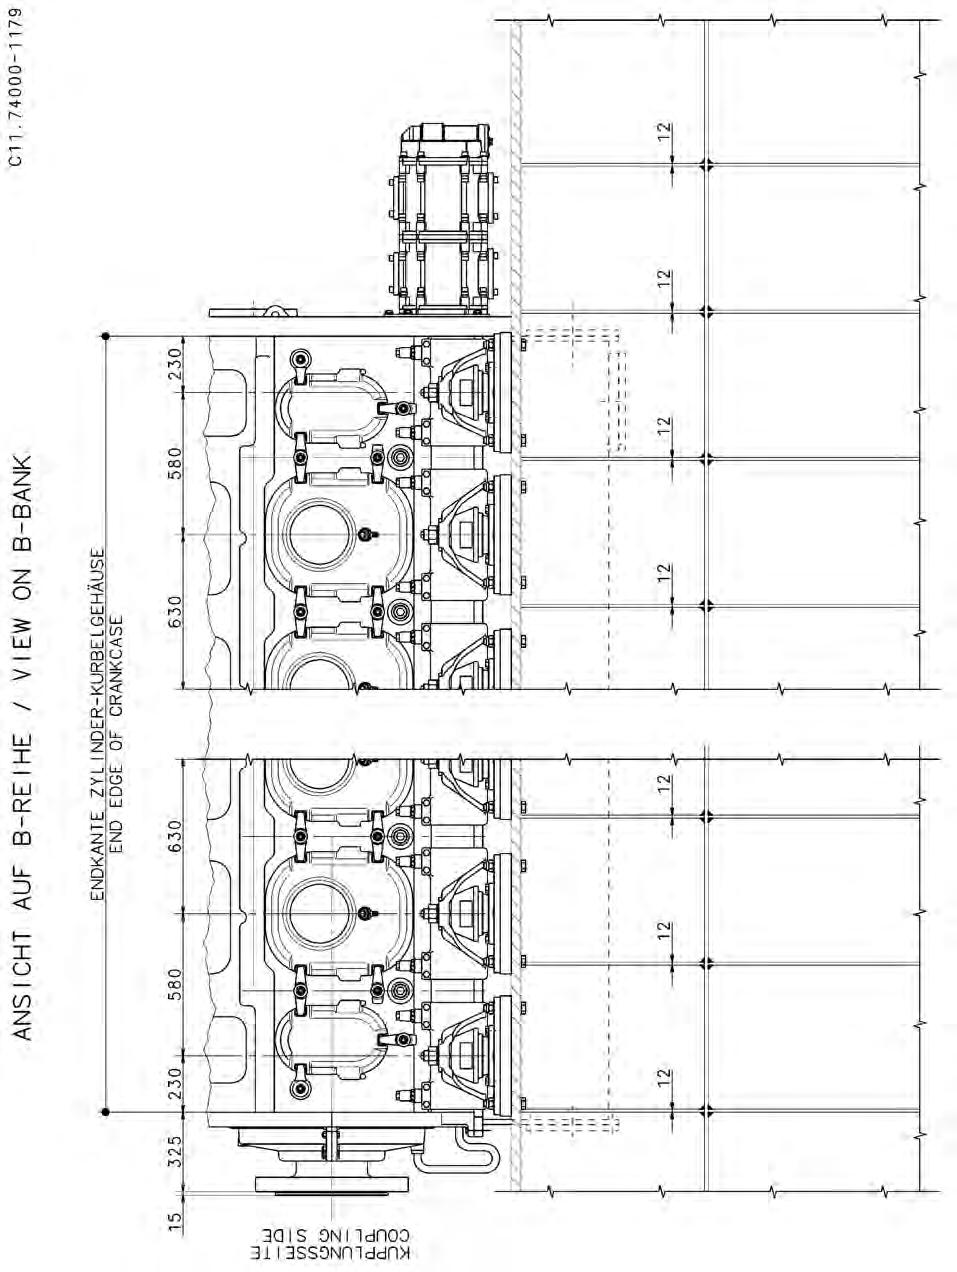 C11.74000-1179
ANSICHT AUF B-REIHE / VIEW ON B-BANK
ENDKANTE ZYLINDER-KURBELGEHÄUSE
END EDGE OF CRANKCASE
15
325
230
580
630
630
580
230
12
12
12
12
12
12
12
KUPPLUNGSSEITE
COUPLING SIDE